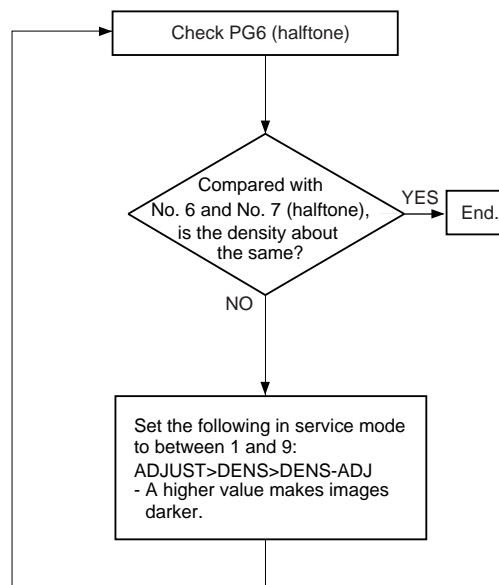 Check PG6 (halftone)
Compared with
No. 6 and No. 7 (halftone),
is the density about
the same?
YES
End.
NO
Set the following in service mode
to between 1 and 9:
ADJUST>DENS>DENS-ADJ
- A higher value makes images
darker.